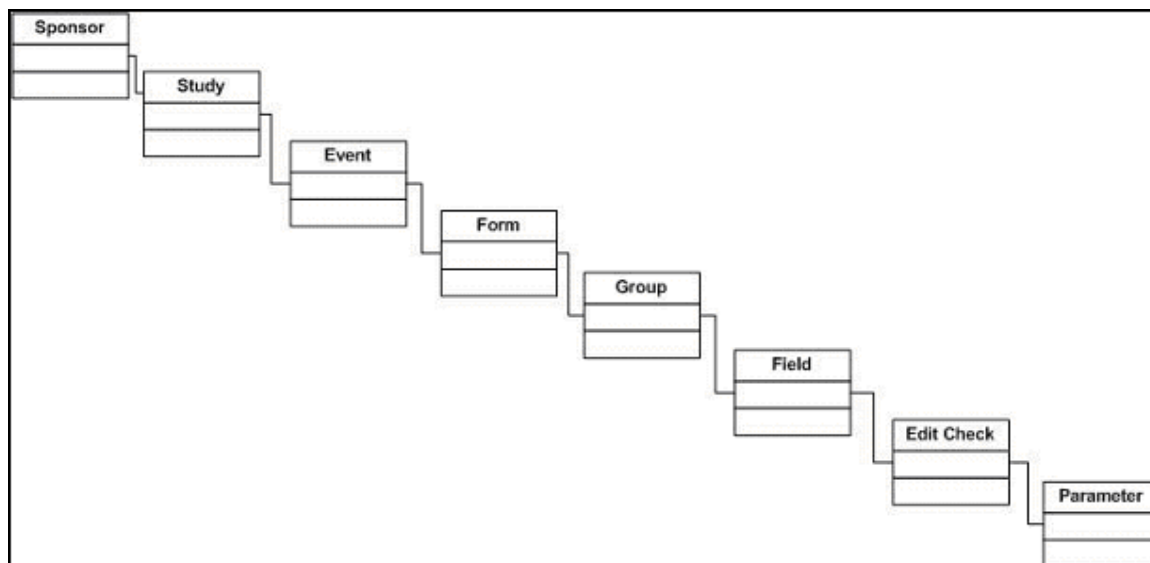 Sponsor
Study
Event
Form
Group
Field
Edit Check
Parameter